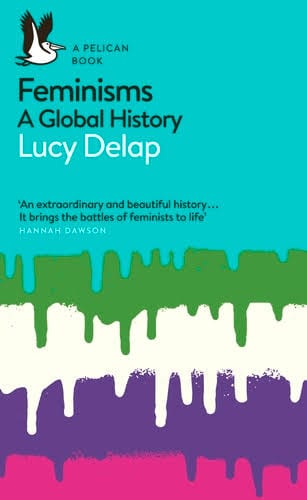 A PELICAN
BOOK
Feminisms
A Global History
Lucy Delap
‘An extraordinary and beautiful history…
It brings the battles of feminists to life’
HANNAH DAWSON